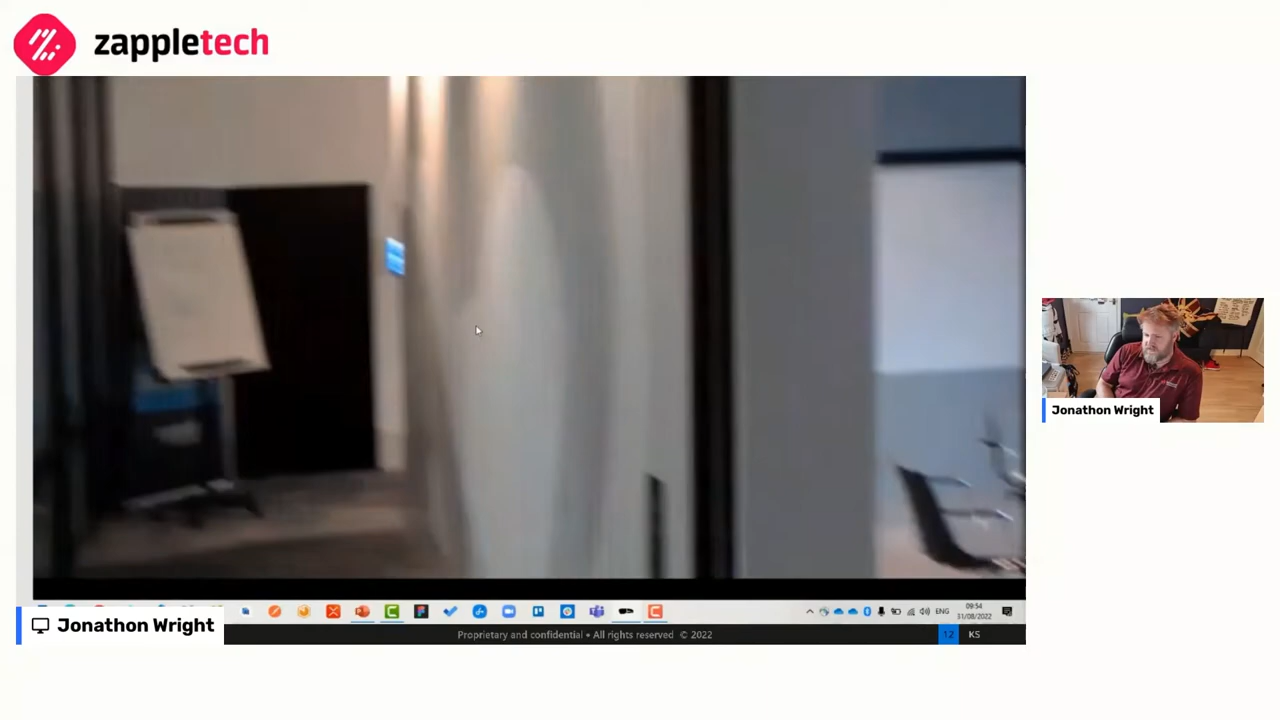 zappletech
Jonathon Wright
ENG
09:54
31/08/2022
Jonathon Wright
Proprietary and confidential • All rights reserved © 2022
12
KS